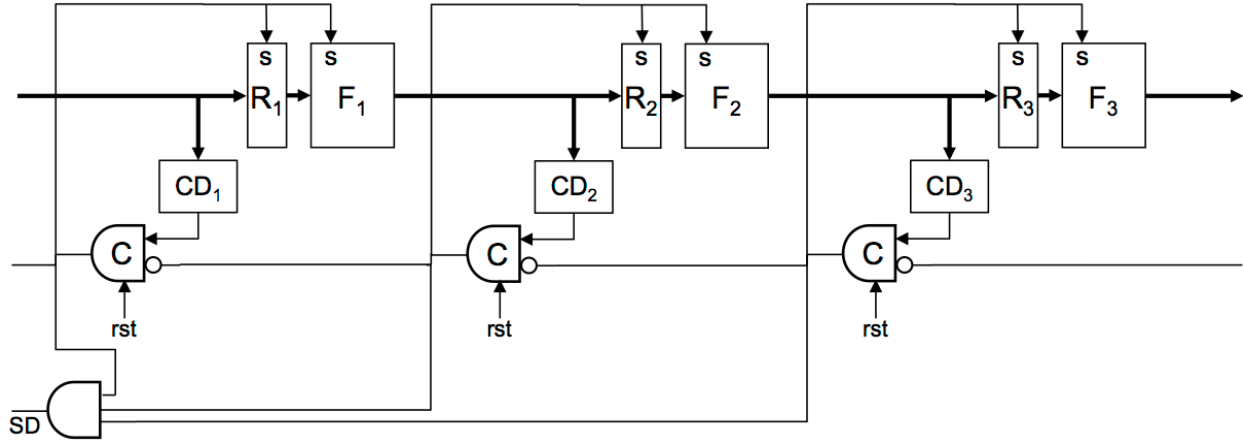 s s s s s s
R₁ F₁ R₂ F₂ R₃ F₃
CD₁ CD₂ CD₃
C C C
rst rst rst
SD